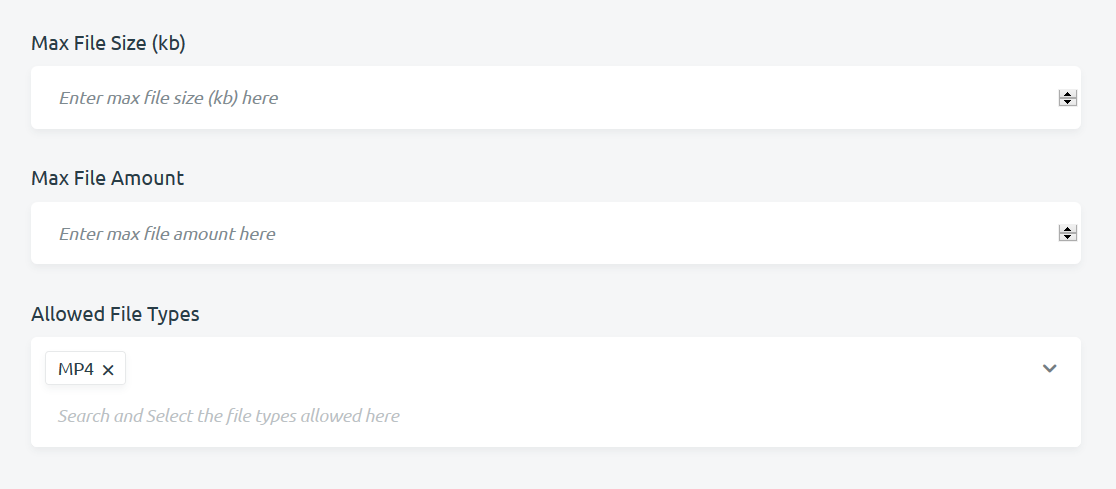 Max File Size (kb)
Enter max file size (kb) here
Max File Amount
Enter max file amount here
Allowed File Types
MP4
Search and Select the file types allowed here